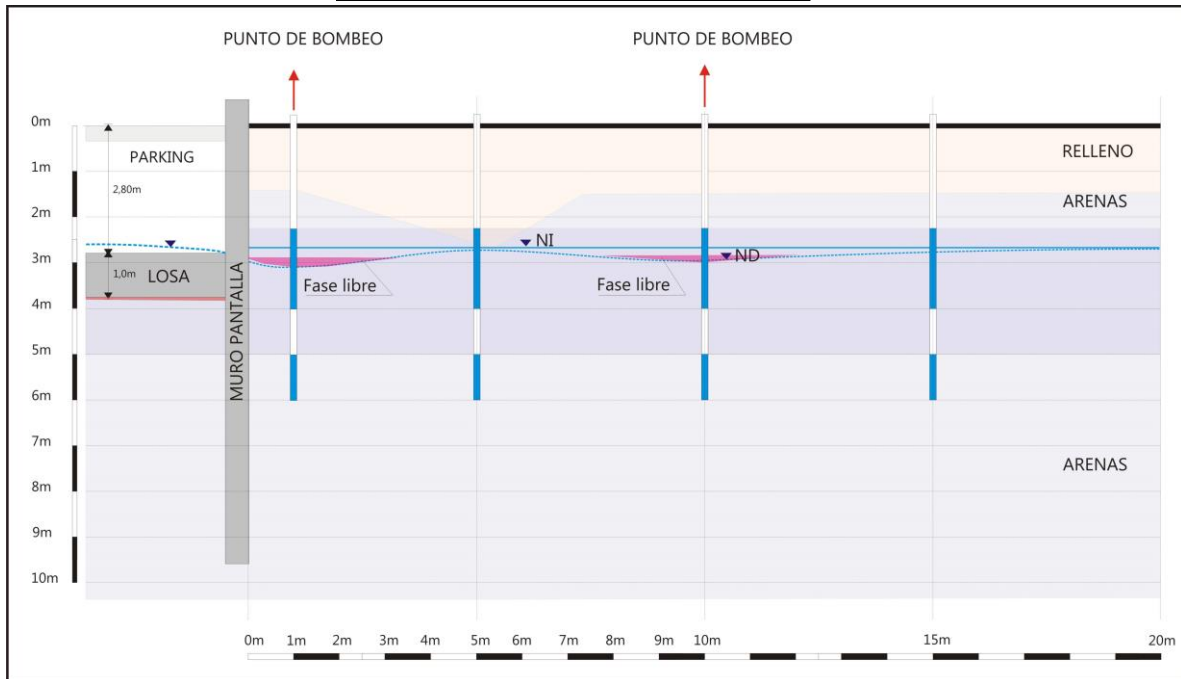 PUNTO DE BOMBEO
PUNTO DE BOMBEO
0m
PARKING
RELLENO
1m
2,80m
ARENAS
2m
NI
ND
3m
1,0m
LOSA
Fase libre
Fase libre
4m
MURO PANTALLA
5m
6m
7m
ARENAS
8m
9m
10m
0m 1m 2m 3m 4m 5m 6m 7m 8m 9m 10m 15m 20m